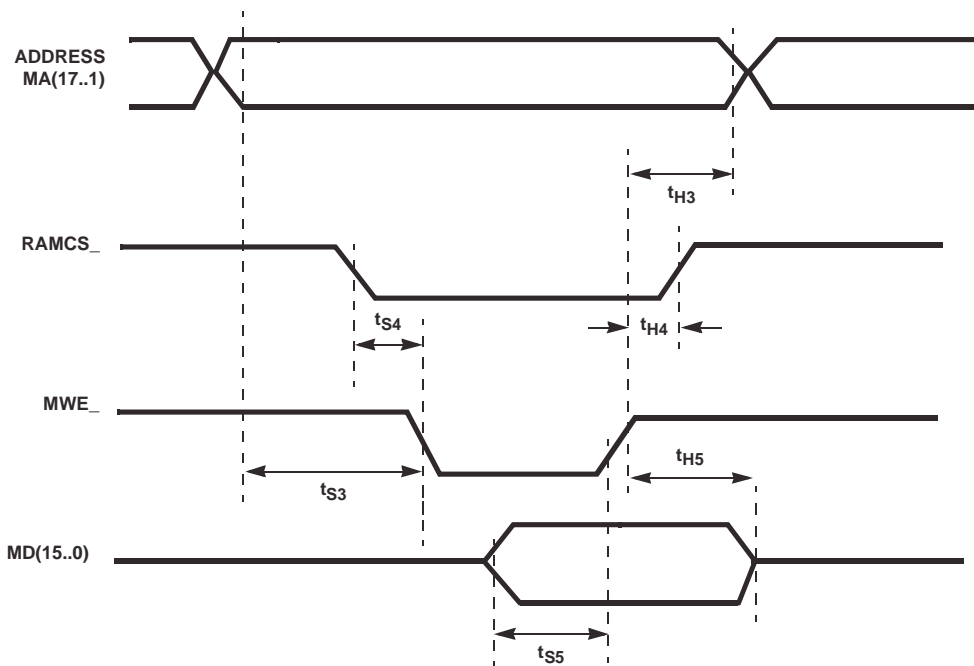 ADDRESS
MA(17..1)
tH3
RAMCS_
tS4
tH4
MWE_
tH5
tS3
MD(15..0)
tS5